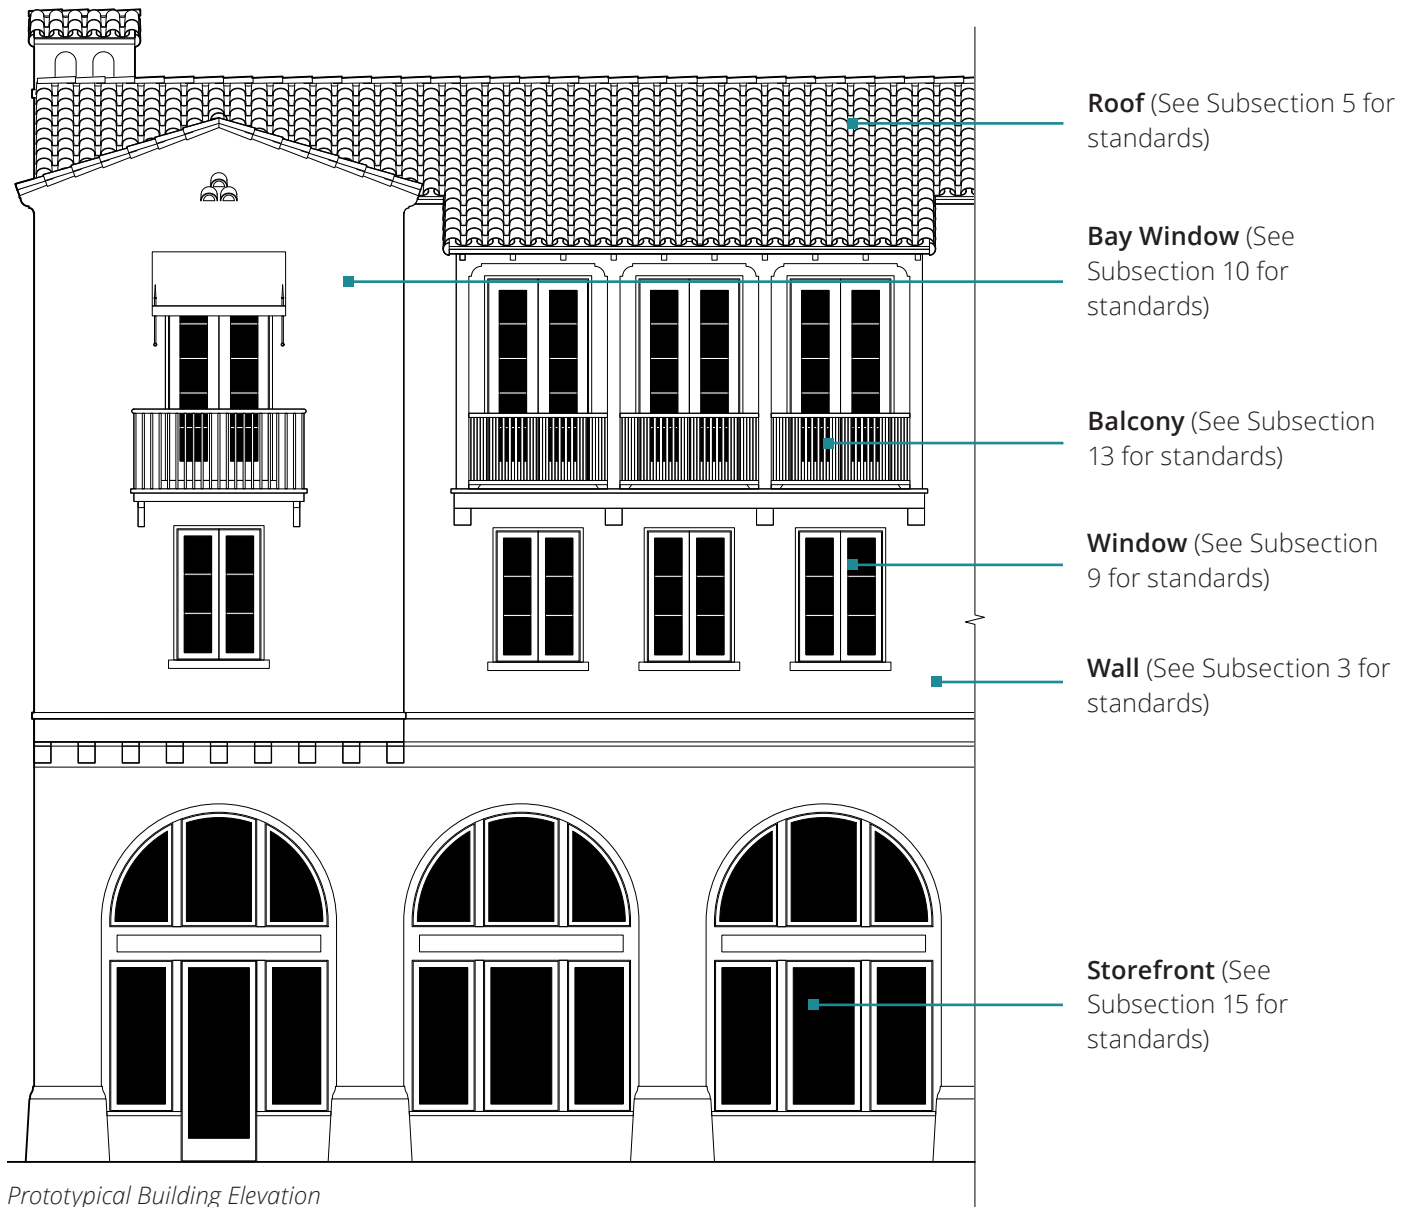 Roof (See Subsection 5 for
standards)
Bay Window (See
Subsection 10 for
standards)
Balcony (See Subsection
13 for standards)
Window (See Subsection
9 for standards)
Wall (See Subsection 3 for
standards)
Storefront (See
Subsection 15 for
standards)
Prototypical Building Elevation